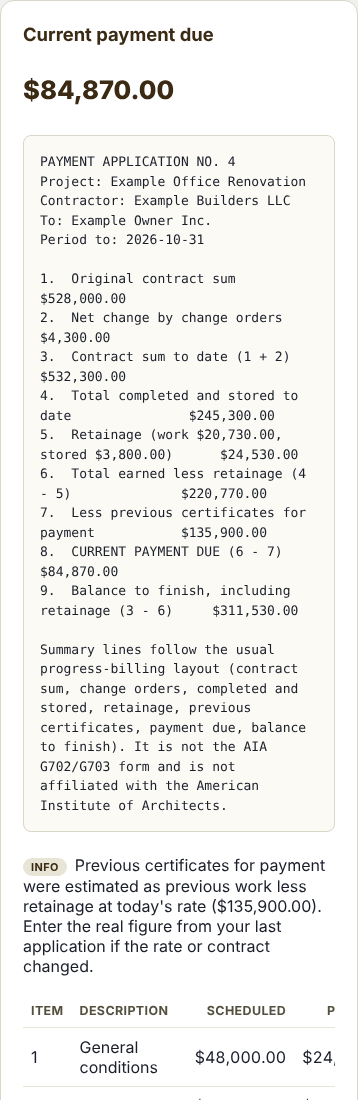 Current payment due
$84,870.00
PAYMENT APPLICATION NO. 4
Project: Example Office Renovation
Contractor: Example Builders LLC
To: Example Owner Inc.
Period to: 2026-10-31
1.  Original contract sum
$528,000.00
2.  Net change by change orders
$4,300.00
3.  Contract sum to date (1 + 2)
$532,300.00
4.  Total completed and stored to
date               $245,300.00
5.  Retainage (work $20,730.00,
stored $3,800.00)      $24,530.00
6.  Total earned less retainage (4
- 5)              $220,770.00
7.  Less previous certificates for
payment           $135,900.00
8.  CURRENT PAYMENT DUE (6 - 7)
$84,870.00
9.  Balance to finish, including
retainage (3 - 6)     $311,530.00
Summary lines follow the usual
progress-billing layout (contract
sum, change orders, completed and
stored, retainage, previous
certificates, payment due, balance
to finish). It is not the AIA
G702/G703 form and is not
affiliated with the American
Institute of Architects.
INFO Previous certificates for payment
were estimated as previous work less
retainage at today's rate ($135,900.00).
Enter the real figure from your last
application if the rate or contract
changed.
ITEM DESCRIPTION SCHEDULED P
1 General conditions $48,000.00 $24,